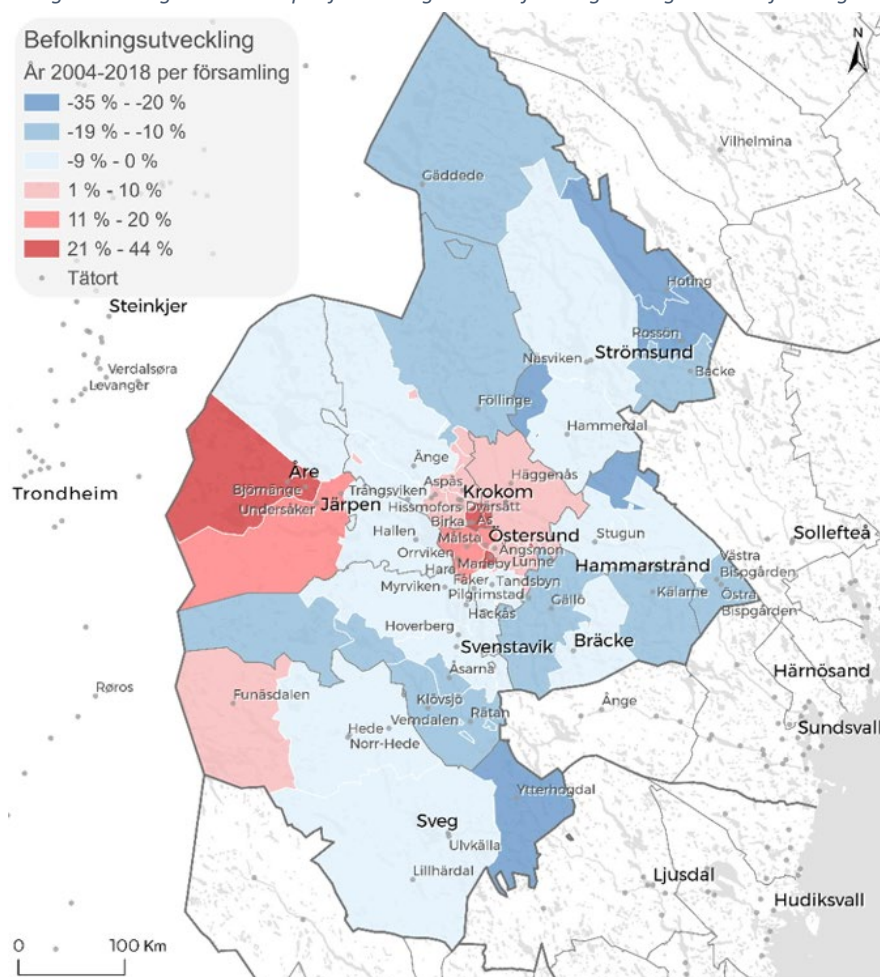 Befolkningsutveckling
År 2004-2018 per församling
-35 % - -20 %
-19 % - -10 %
-9 % - 0 %
1 % - 10 %
11 % - 20 %
21 % - 44 %
Tätort
N
Vilhelmina
Gäddede
Hoting
Steinkjer
Rossön
Verdalsøra
Näsviken
Strömsund
Levanger
Backe
Föllinge
Hammerdal
Änge
Åre
Häggenås
Aspås
Björnänge
Trångsviken
Krokom
Trondheim
Järpen
Undersåker
Hissmofors
Dvärsätt
Birka
Ås
Hallen
Målsta
Östersund
Stugun
Sollefteå
Orrviken
Ängsmon
Marieby
Lunne
Västra
Hara
Hammarstrand
Bispgården
Fåker
Tandsbyn
Myrviken
Pilgrimstad
Gällö
Kälarne
Östra
Bispgården
Hackås
Hoverberg
Bräcke
Svenstavik
Åsarna
Härnösand
Røros
Funäsdalen
Klövsjö
Ånge
Vemdalen
Rätan
Sundsvall
Hede
Norr-Hede
Ytterhogdal
Sveg
Ulvkälla
Ljusdal
Lillhärdal
Hudiksvall
0
100 Km